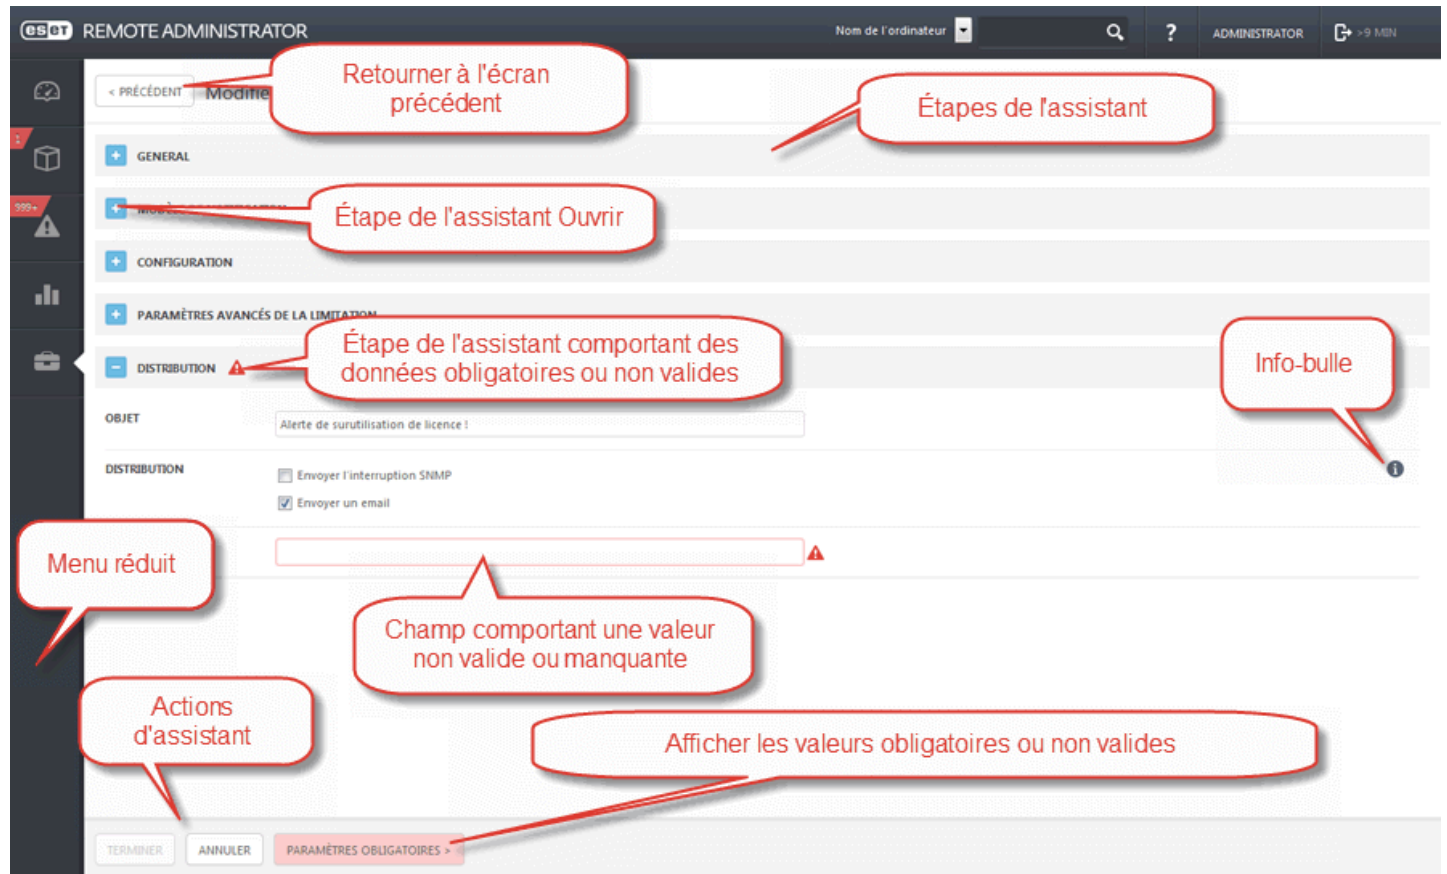 eset REMOTE ADMINISTRATOR
Nom de l'ordinateur
?
ADMINISTRATOR
>9 MIN
< PRÉCÉDENT
Modifie
Retourner à l'écran
précédent
Étapes de l'assistant
GENERAL
999+
Étape de l'assistant Ouvrir
CONFIGURATION
PARAMÈTRES AVANCÉS DE LA LIMITATION
Étape de l'assistant comportant des
données obligatoires ou non valides
Info-bulle
DISTRIBUTION
OBJET
Alerte de surutilisation de licence !
DISTRIBUTION
Envoyer l'interruption SNMP
Envoyer un email
Menu réduit
Champ comportant une valeur
non valide ou manquante
Actions
d'assistant
Afficher les valeurs obligatoires ou non valides
TERMINER
ANNULER
PARAMÈTRES OBLIGATOIRES >